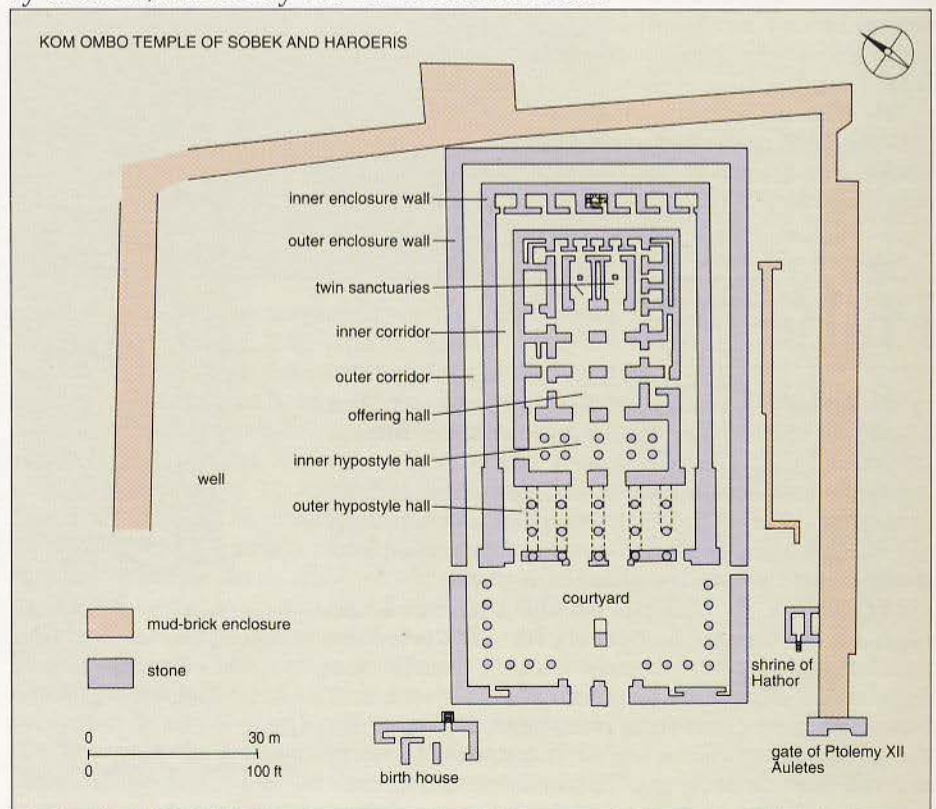 KOM OMBO TEMPLE OF SOBEK AND HAROERIS
inner enclosure wall
outer enclosure wall
twin sanctuaries
inner corridor
outer corridor
offering hall
inner hypostyle hall
well
outer hypostyle hall
courtyard
mud-brick enclosure
stone
shrine of
Hathor
0 30 m
0 100 ft
birth house
gate of Ptolemy XII
Auletes